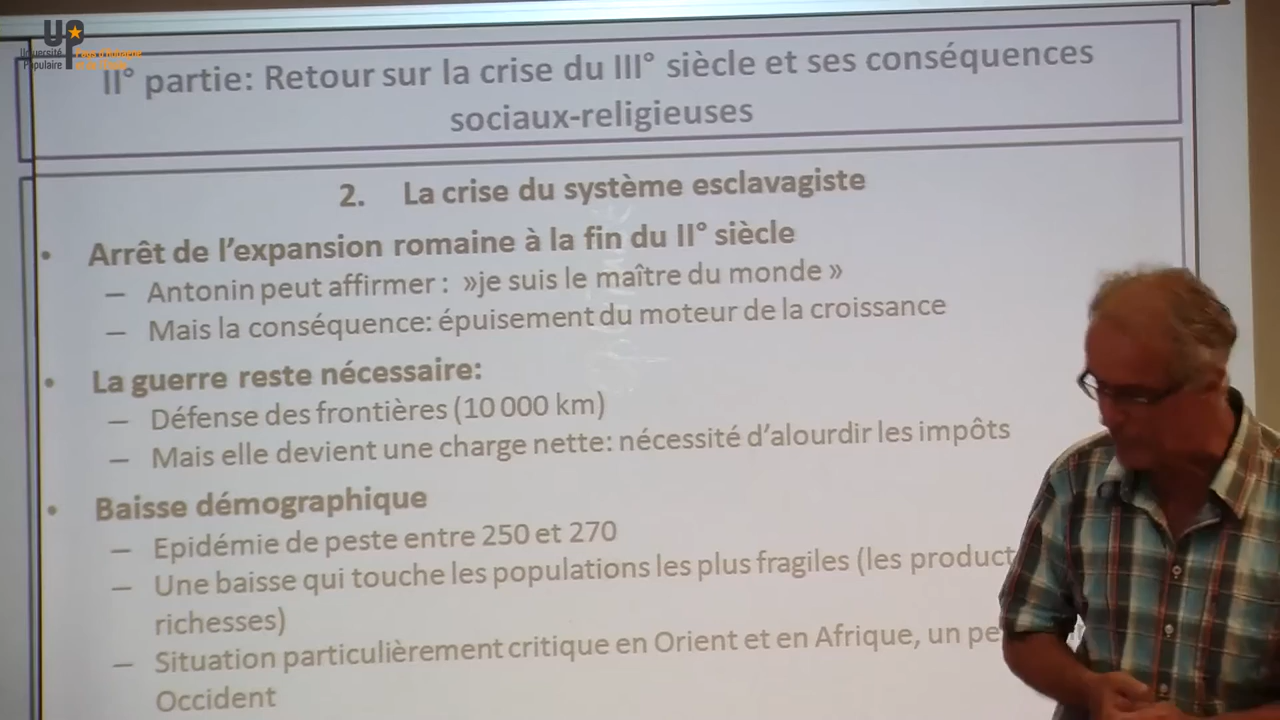 UP
Université
Populaire
II° partie: Retour sur la crise du III° siècle et ses conséquences
sociaux-religieuses
2. La crise du système esclavagiste
• Arrêt de l'expansion romaine à la fin du II° siècle
– Antonin peut affirmer : »je suis le maître du monde »
– Mais la conséquence: épuisement du moteur de la croissance
• La guerre reste nécessaire:
– Défense des frontières (10 000 km)
– Mais elle devient une charge nette: nécessité d'alourdir les impôts
• Baisse démographique
– Epidémie de peste entre 250 et 270
– Une baisse qui touche les populations les plus fragiles (les product
richesses)
– Situation particulièrement critique en Orient et en Afrique, un pe
Occident